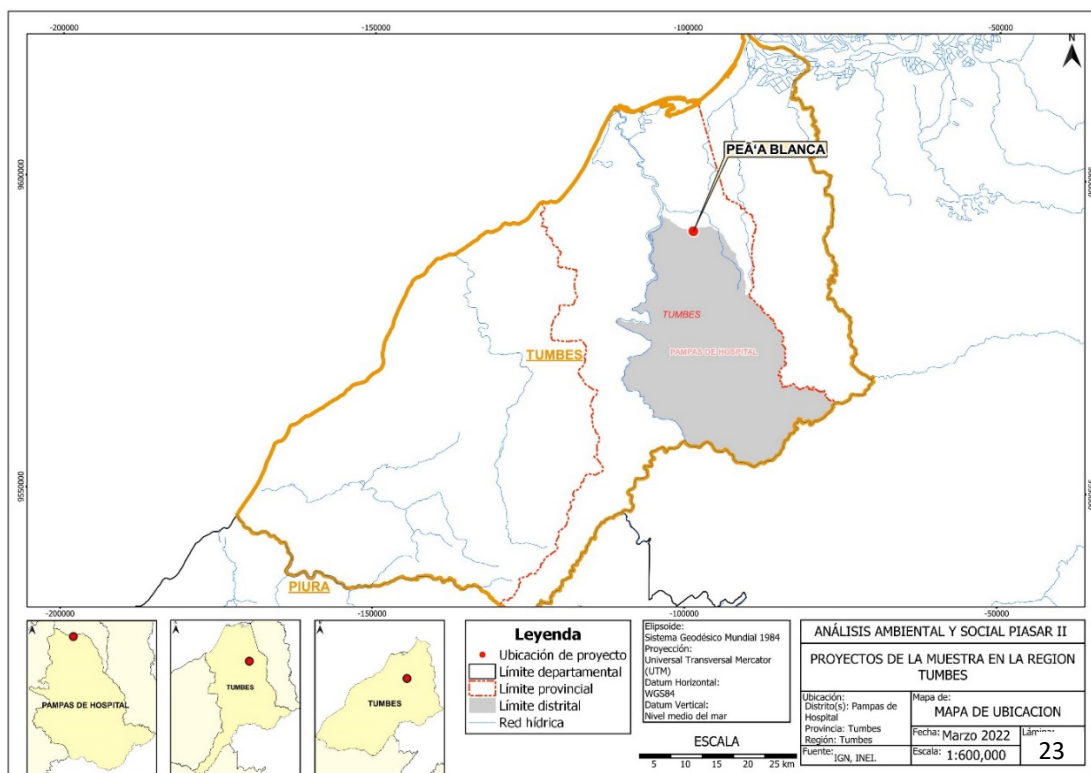 -200000
-150000
-100000
-50000
N
9600000
9600000
PEÃ'A BLANCA
TUMBES
PAMPAS DE HOSPITAL
TUMBES
9550000
9550000
PIURA
-200000
-150000
-100000
-50000
PAMPAS DE HOSPITAL
TUMBES
TUMBES
Leyenda
Ubicación de proyecto
Límite departamental
Límite provincial
Límite distrital
Red hídrica
Elipsoide:
Sistema Geodésico Mundial 1984
Proyección:
Universal Transversal Mercator
(UTM)
Datum Horizontal:
WGS84
Datum Vertical:
Nivel medio del mar
ESCALA
5 10 15 20 25 km
ANÁLISIS AMBIENTAL Y SOCIAL PIASAR II
PROYECTOS DE LA MUESTRA EN LA REGION
TUMBES
Ubicación:
Distrito(s): Pampas de
Hospital
Provincia: Tumbes
Región: Tumbes
Fuente: IGN, INEI.
Mapa de:
MAPA DE UBICACION
Fecha: Marzo 2022
Escala: 1:600,000
Lámina:
23